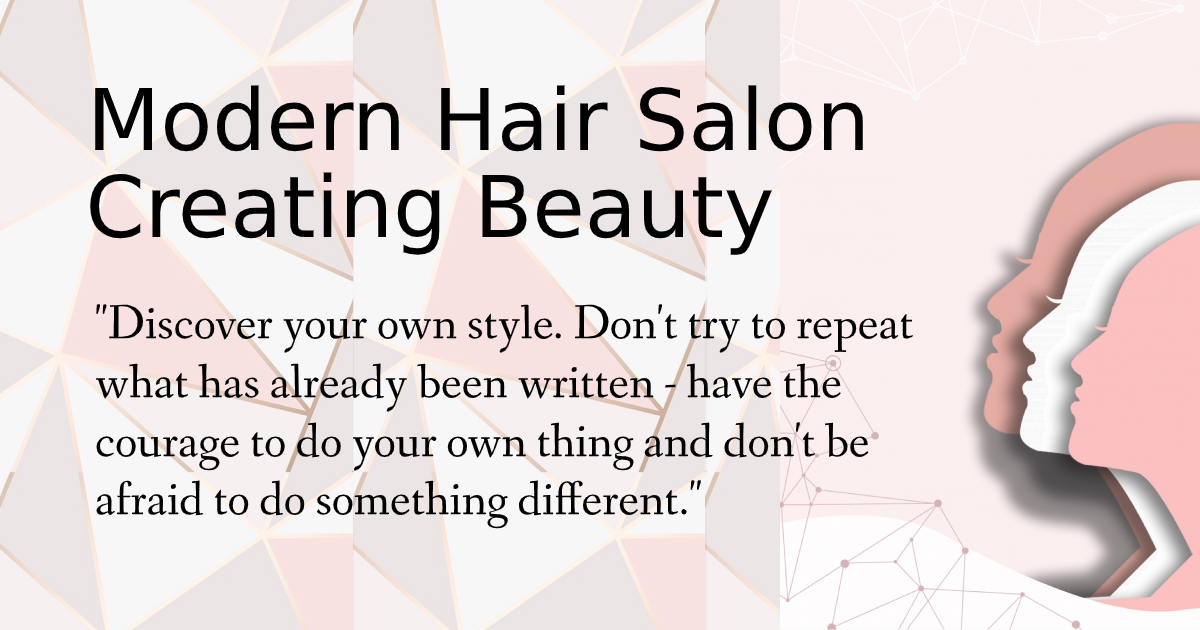 Modern Hair Salon
Creating Beauty
"Discover your own style. Don't try to repeat
what has already been written - have the
courage to do your own thing and don't be
afraid to do something different."